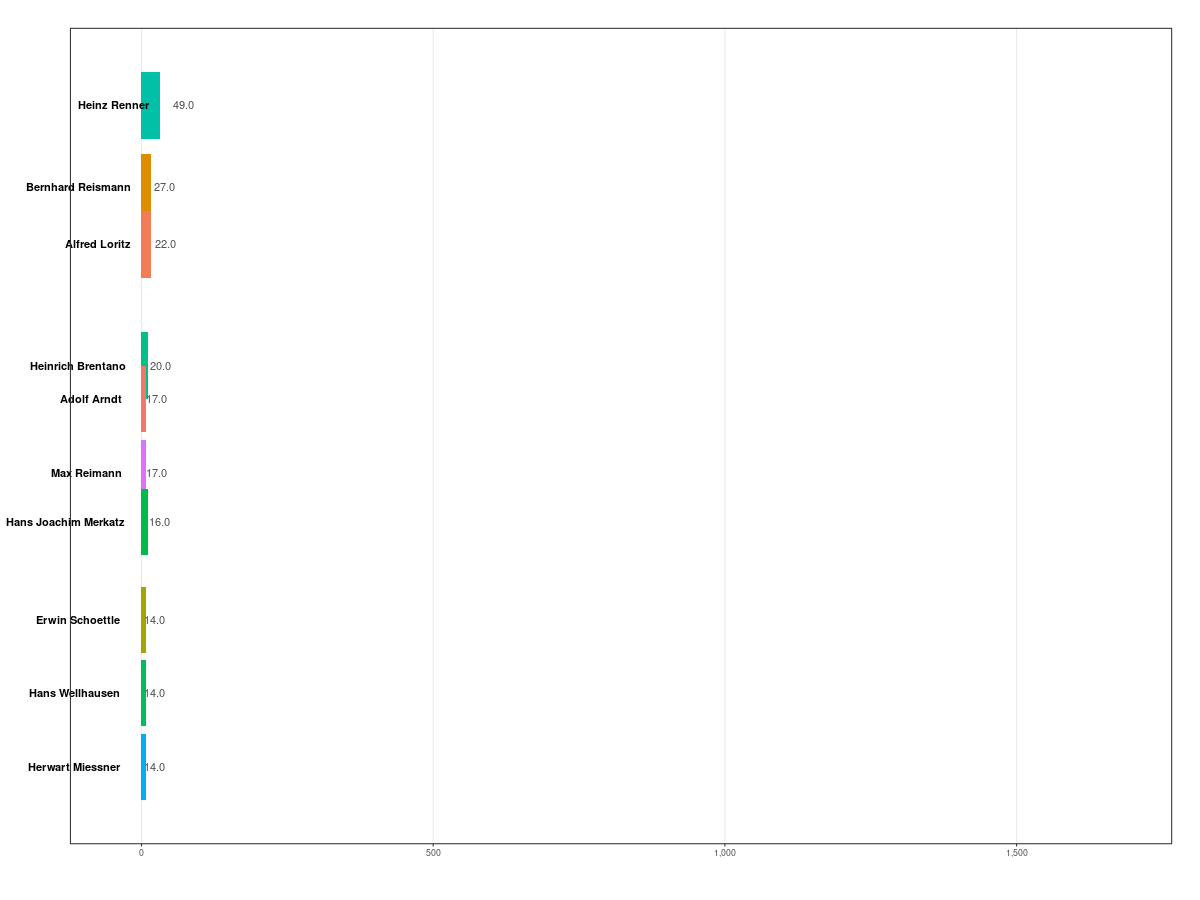 Heinz Renner 49.0
Bernhard Reismann 27.0
Alfred Loritz 22.0
Heinrich Brentano 20.0
Adolf Arndt 17.0
Max Reimann 17.0
Hans Joachim Merkatz 16.0
Erwin Schoettle 14.0
Hans Wellhausen 14.0
Herwart Miessner 14.0
0 500 1,000 1,500